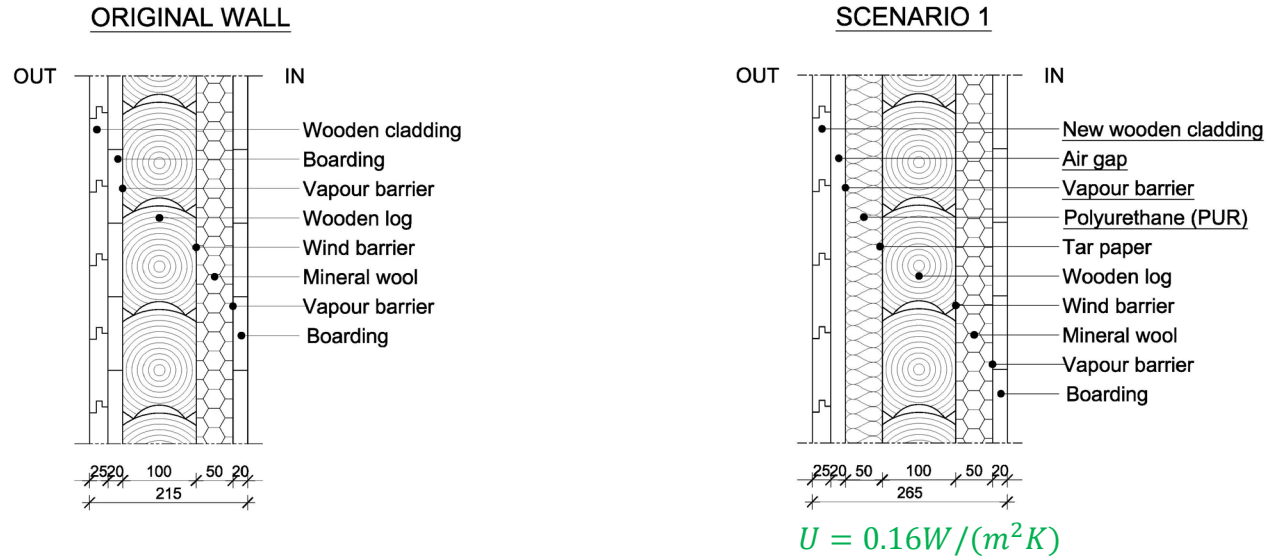 ORIGINAL WALL
OUT
IN
Wooden cladding
Boarding
Vapour barrier
Wooden log
Wind barrier
Mineral wool
Vapour barrier
Boarding
25 20 100 50 20
215
SCENARIO 1
OUT
IN
New wooden cladding
Air gap
Vapour barrier
Polyurethane (PUR)
Tar paper
Wooden log
Wind barrier
Mineral wool
Vapour barrier
Boarding
25 20 50 100 50 20
265
U = 0.16W/(m²K)